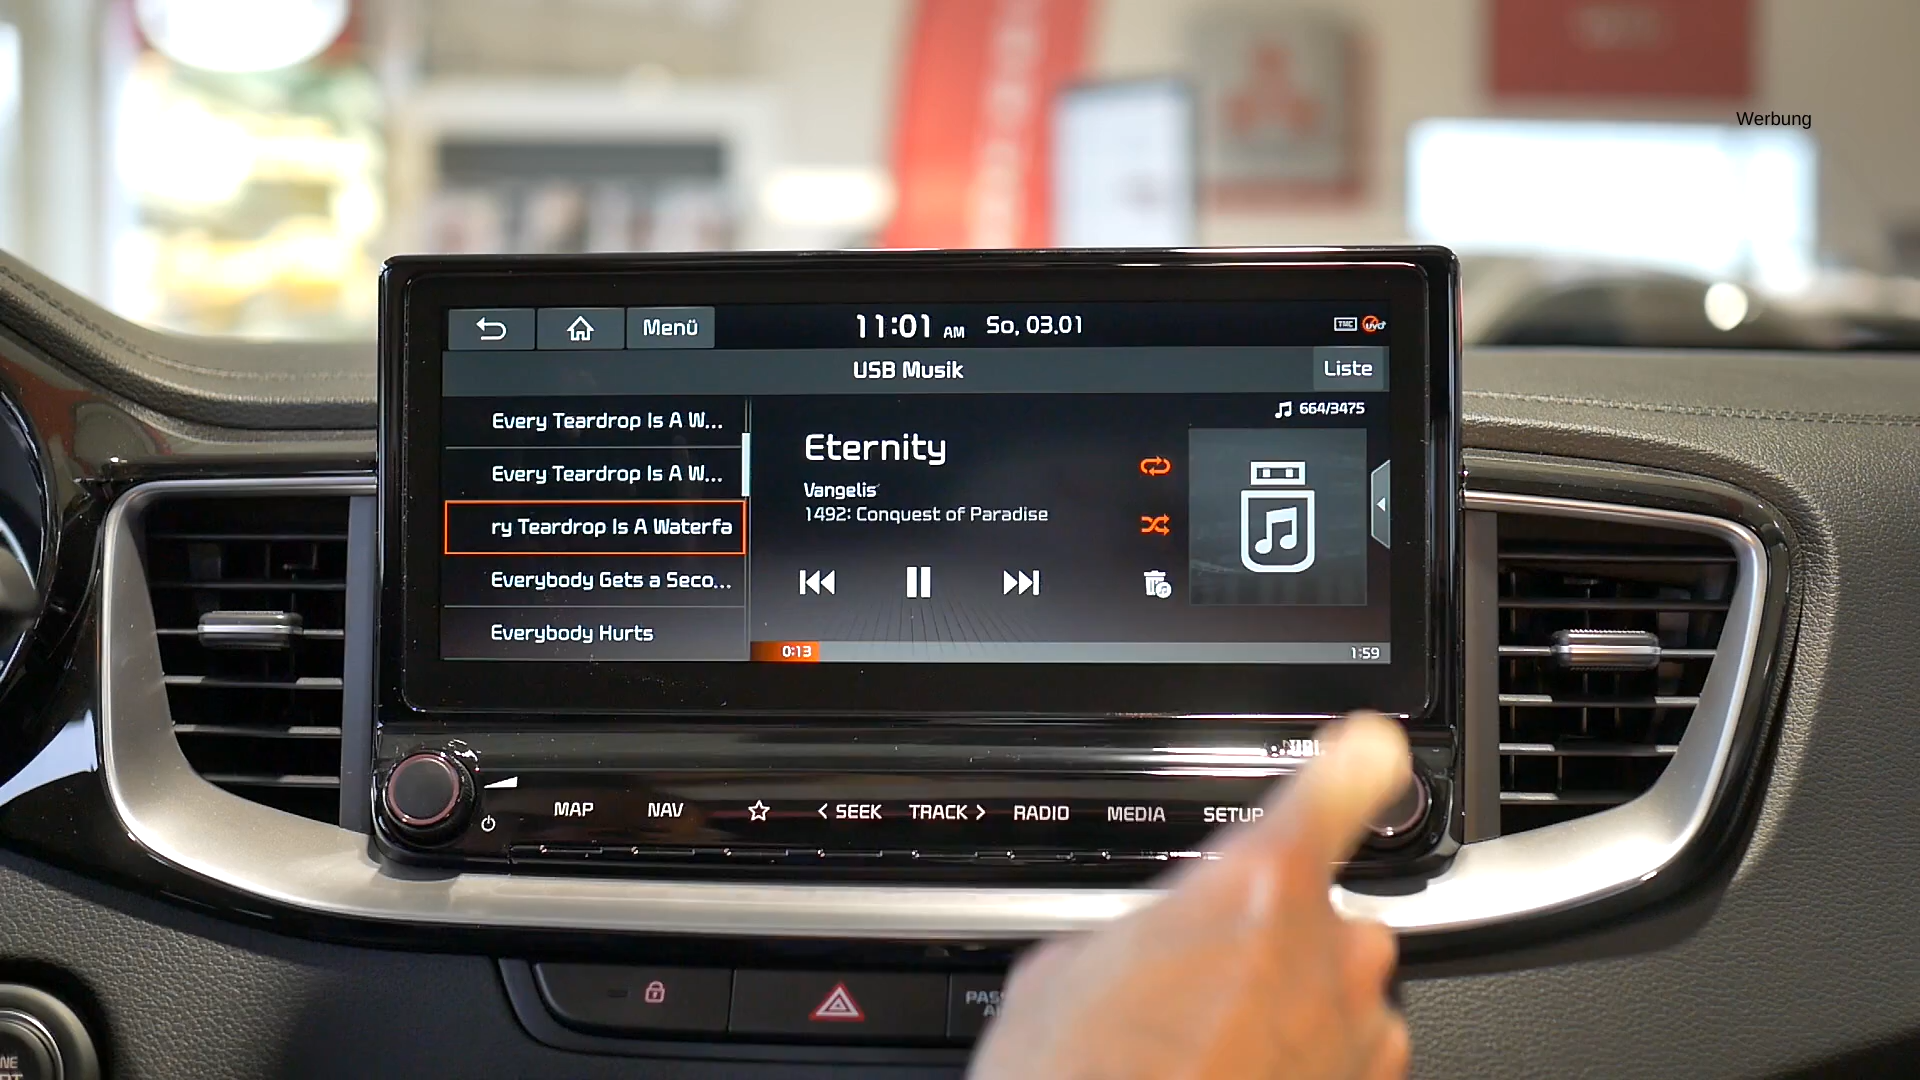 Werbung
Menü
11:01 AM So, 03.01
TMC
UVO
USB Musik
Liste
664/3475
Every Teardrop Is A W...
Every Teardrop Is A W...
ry Teardrop Is A Waterfa
Everybody Gets a Seco...
Everybody Hurts
Eternity
Vangelis
1492: Conquest of Paradise
0:13
1:59
MAP NAV < SEEK TRACK > RADIO MEDIA SETUP